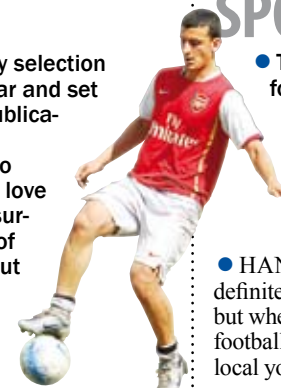 y selection
ar and set
ublica-
o
love
sur-
of
ut
Fly
Emirates
SPO
T
fo
HAN
definite
but whe
football
local yo